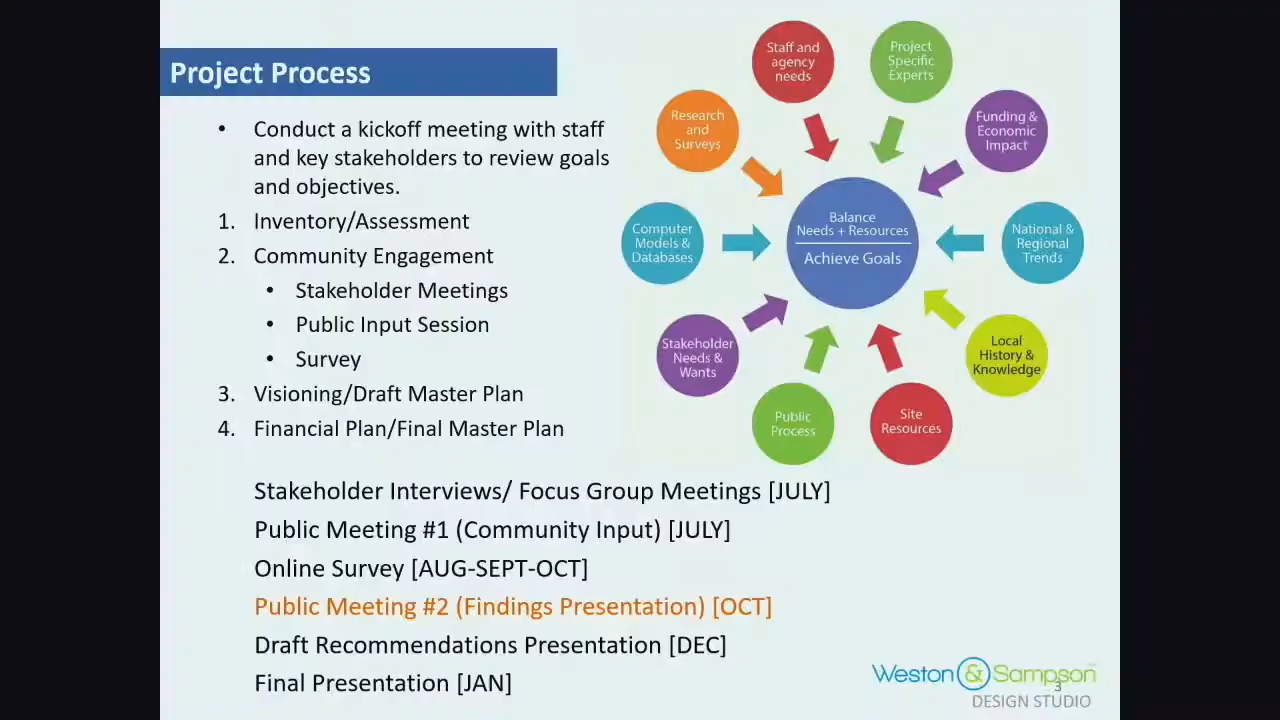 Project Process
• Conduct a kickoff meeting with staff
and key stakeholders to review goals
and objectives.
1. Inventory/Assessment
2. Community Engagement
• Stakeholder Meetings
• Public Input Session
• Survey
3. Visioning/Draft Master Plan
4. Financial Plan/Final Master Plan
Staff and
agency
needs
Project
Specific
Experts
Research
and
Surveys
Funding &
Economic
Impact
Computer
Models &
Databases
Balance
Needs + Resources
Achieve Goals
National &
Regional
Trends
Stakeholder
Needs &
Wants
Local
History &
Knowledge
Public
Process
Site
Resources
Stakeholder Interviews/ Focus Group Meetings [JULY]
Public Meeting #1 (Community Input) [JULY]
Online Survey [AUG-SEPT-OCT]
Public Meeting #2 (Findings Presentation) [OCT]
Draft Recommendations Presentation [DEC]
Final Presentation [JAN]
Weston & Sampson
3
DESIGN STUDIO